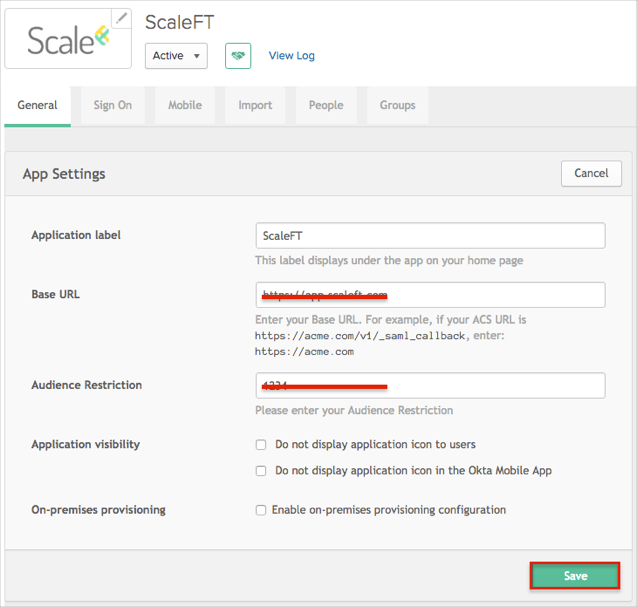 Scale
ScaleFT
Active
View Log
General
Sign On
Mobile
Import
People
Groups
App Settings
Cancel
Application label
ScaleFT
This label displays under the app on your home page
Base URL
https://app.scaleft.com
Enter your Base URL. For example, if your ACS URL is
https://acme.com/v1/_saml_callback, enter:
https://acme.com
Audience Restriction
Please enter your Audience Restriction
Application visibility
Do not display application icon to users
Do not display application icon in the Okta Mobile App
On-premises provisioning
Enable on-premises provisioning configuration
Save